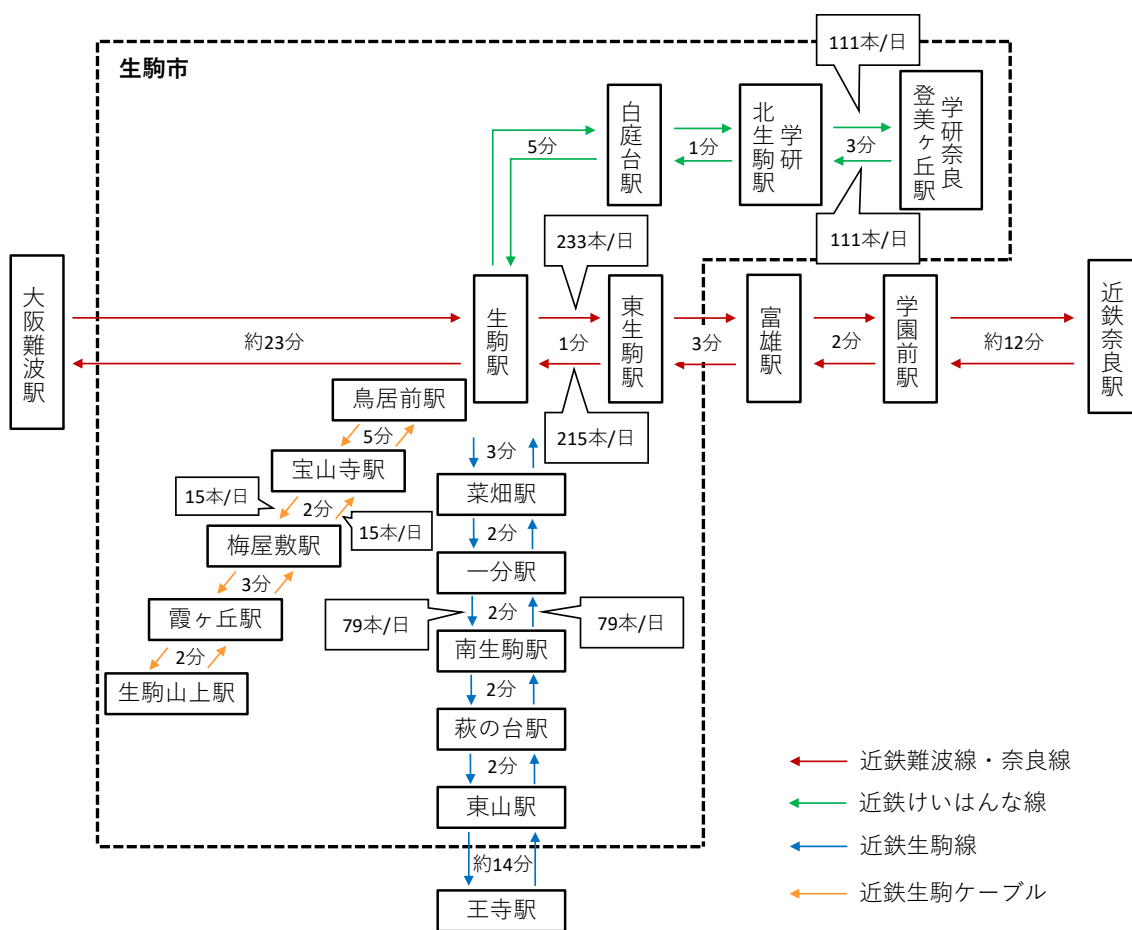 111本/日
生駒市
白庭台駅
学研
北生駒駅
学研奈良
登美ヶ丘駅
5分
1分
3分
111本/日
233本/日
大阪難波駅
約23分
生駒駅
1分
東生駒駅
3分
富雄駅
2分
学園前駅
約12分
近鉄奈良駅
215本/日
鳥居前駅
5分
宝山寺駅
15本/日
2分
15本/日
梅屋敷駅
3分
霞ヶ丘駅
2分
生駒山上駅
3分
菜畑駅
2分
一分駅
79本/日
2分
79本/日
南生駒駅
2分
萩の台駅
2分
東山駅
約14分
王寺駅
近鉄難波線・奈良線
近鉄けいはんな線
近鉄生駒線
近鉄生駒ケーブル